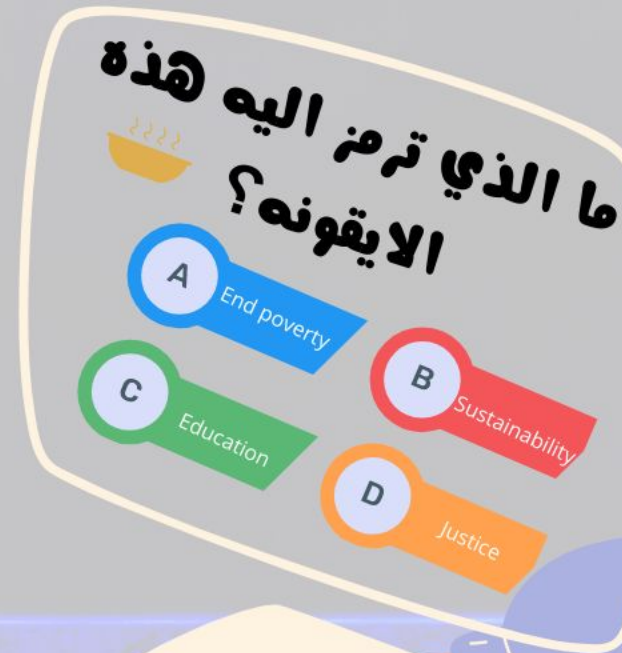 ما الذي ترمز اليه هذة
الايقونه؟
A
End poverty
B
Sustainability
C
Education
D
Justice